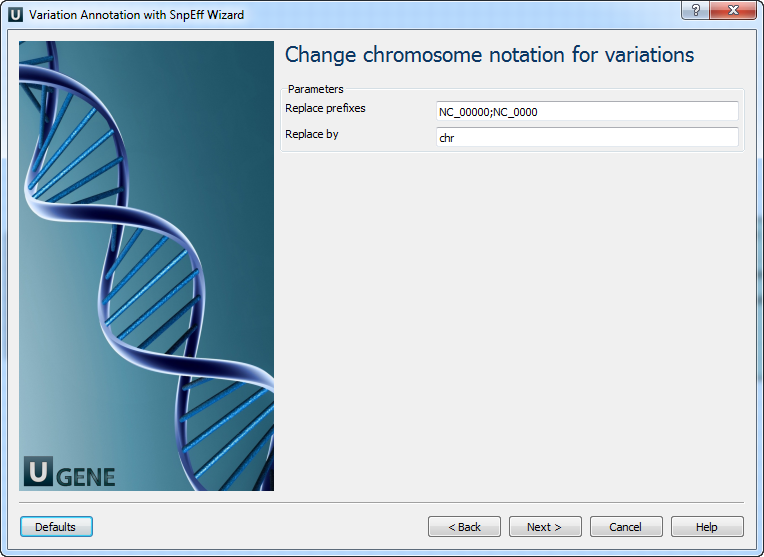 U Variation Annotation with SnpEff Wizard ?
Change chromosome notation for variations
Parameters
Replace prefixes NC_00000;NC_0000
Replace by chr
U GENE
Defaults < Back Next > Cancel Help